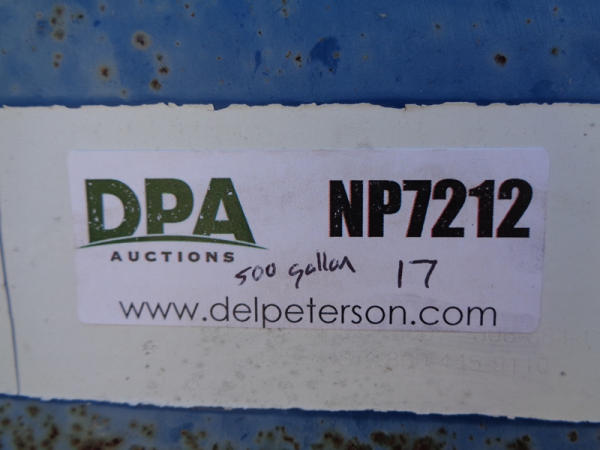 DPA NP7212
AUCTIONS
500 gallon 17
www.delpeterson.com